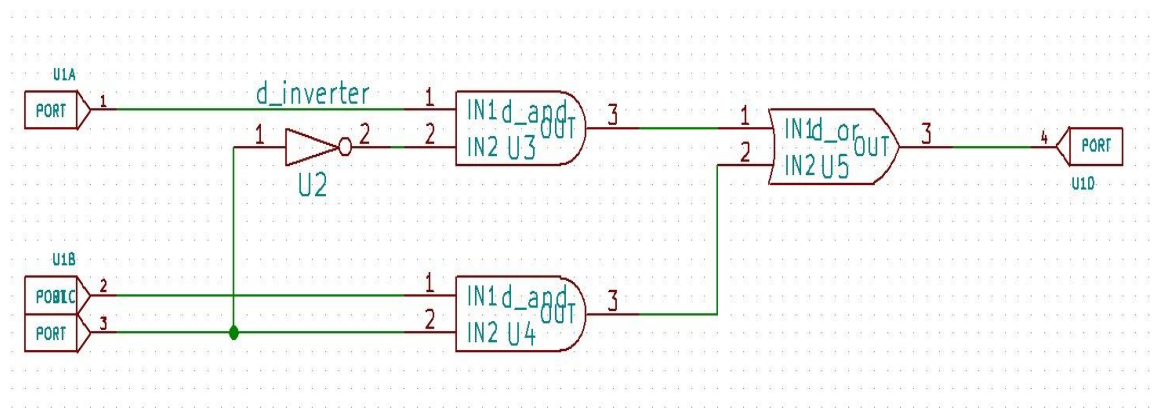 U1A
PORT 1
d_inverter
1 2
U2
1 IN1 d_and OUT 3
2 IN2 U3
1 IN1 d_or OUT 3
2 IN2 U5
4 PORT
U1D
U1B
2
PORT 3
1 IN1 d_and OUT 3
2 IN2 U4